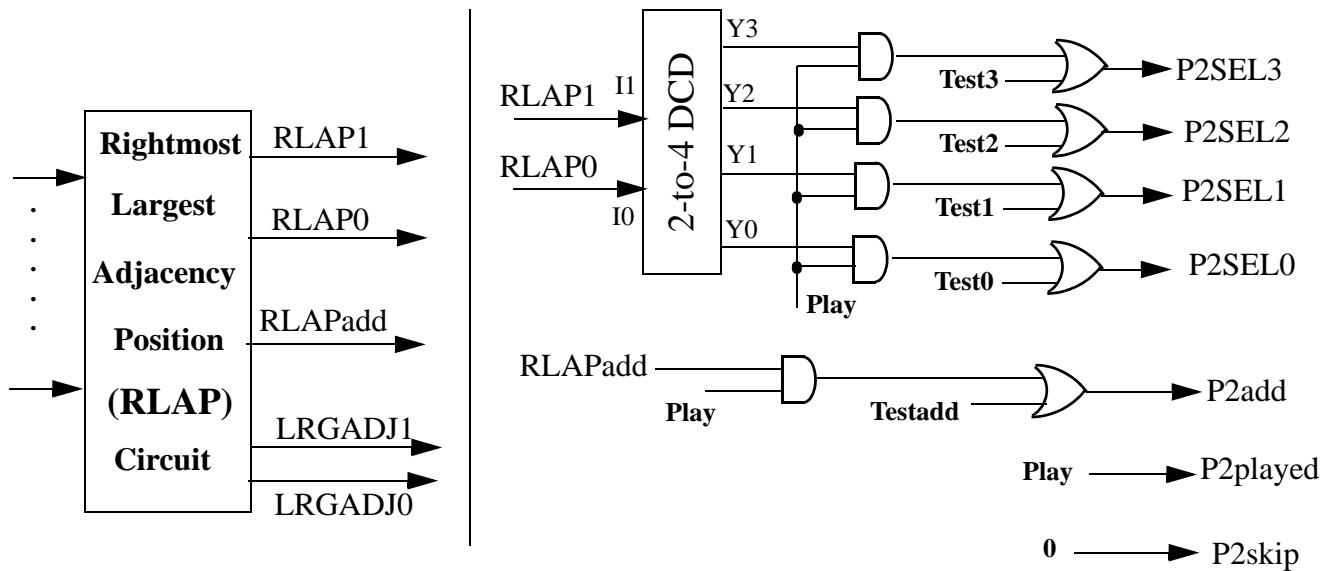 Rightmost
Largest
Adjacency
Position
(RLAP)
Circuit
RLAP1
RLAP0
RLAPadd
LRGADJ1
LRGADJ0
RLAP1
RLAP0
I1
I0
2-to-4 DCD
Y3
Y2
Y1
Y0
Play
Test3
P2SEL3
Test2
P2SEL2
Test1
P2SEL1
Test0
P2SEL0
RLAPadd
Play
Testadd
P2add
Play
P2played
0
P2skip